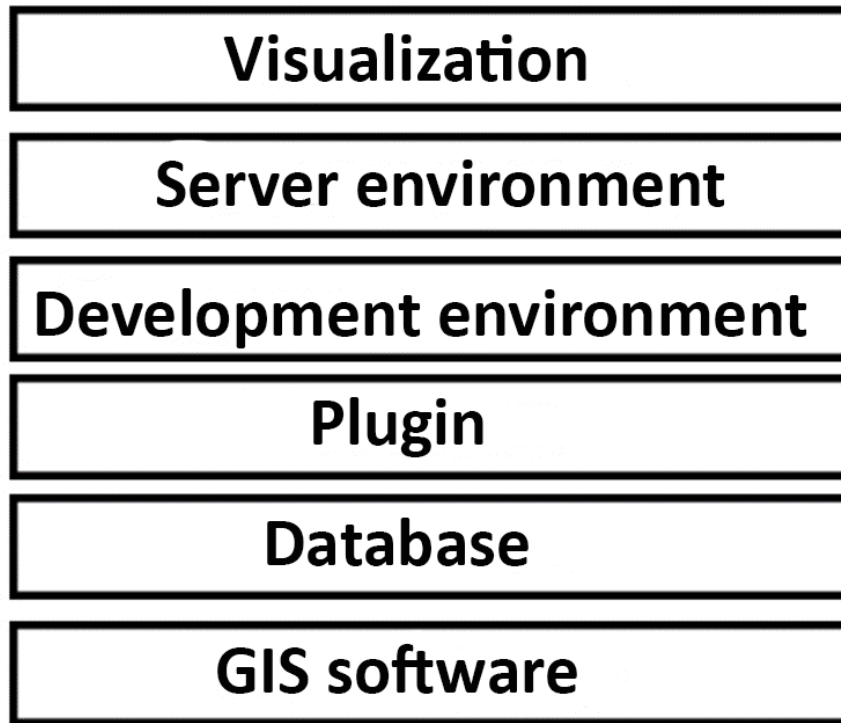 Visualization
Server environment
Development environment
Plugin
Database
GIS software